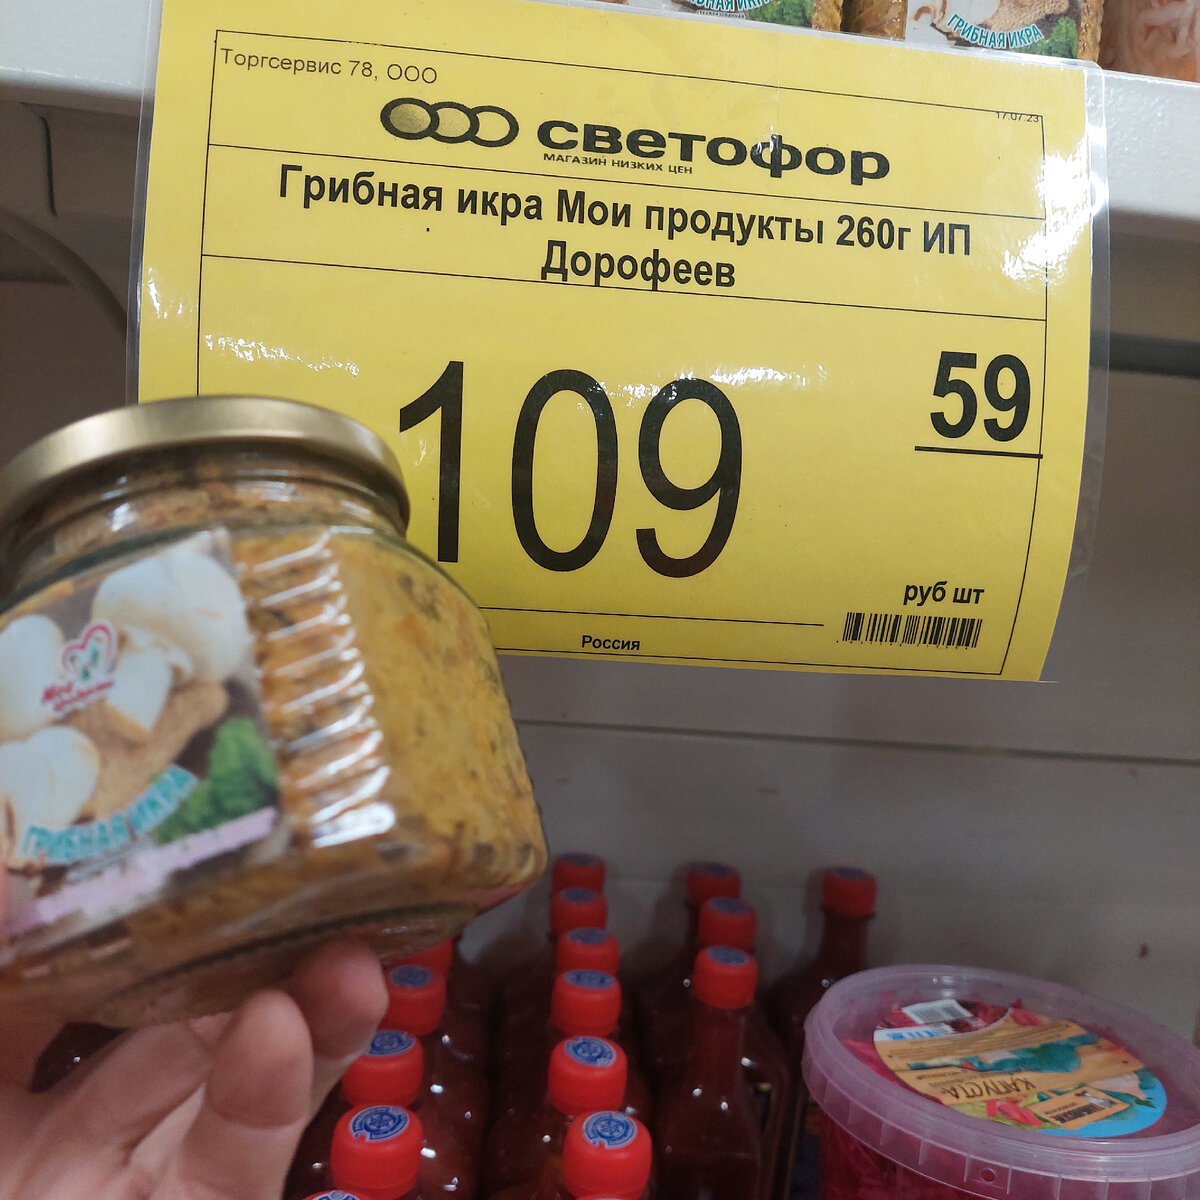 ГРИБНАЯ ИКРА
Торгсервис 78, ООО
17.07.23
светофор
МАГАЗИН НИЗКИХ ЦЕН
Грибная икра Мои продукты 260г ИП
Дорофеев
109
59
руб шт
Россия
Мои
ГРИБНАЯ ИКРА
КАПУСТА